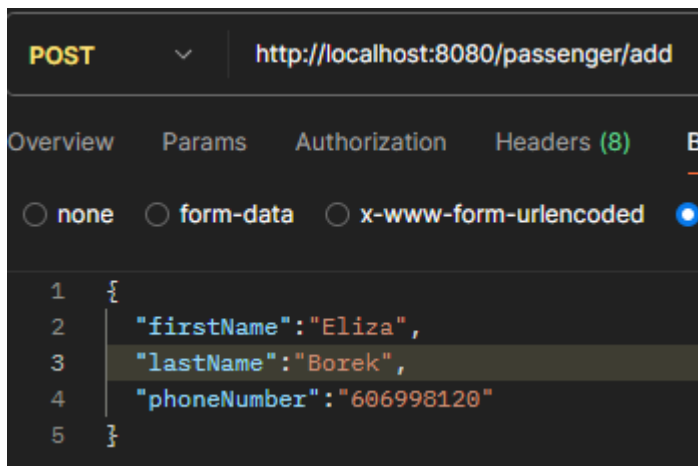 POST http://localhost:8080/passenger/add
Overview Params Authorization Headers (8) B
none form-data x-www-form-urlencoded
1 {
2 "firstName":"Eliza",
3 "lastName":"Borek",
4 "phoneNumber":"606998120"
5 }